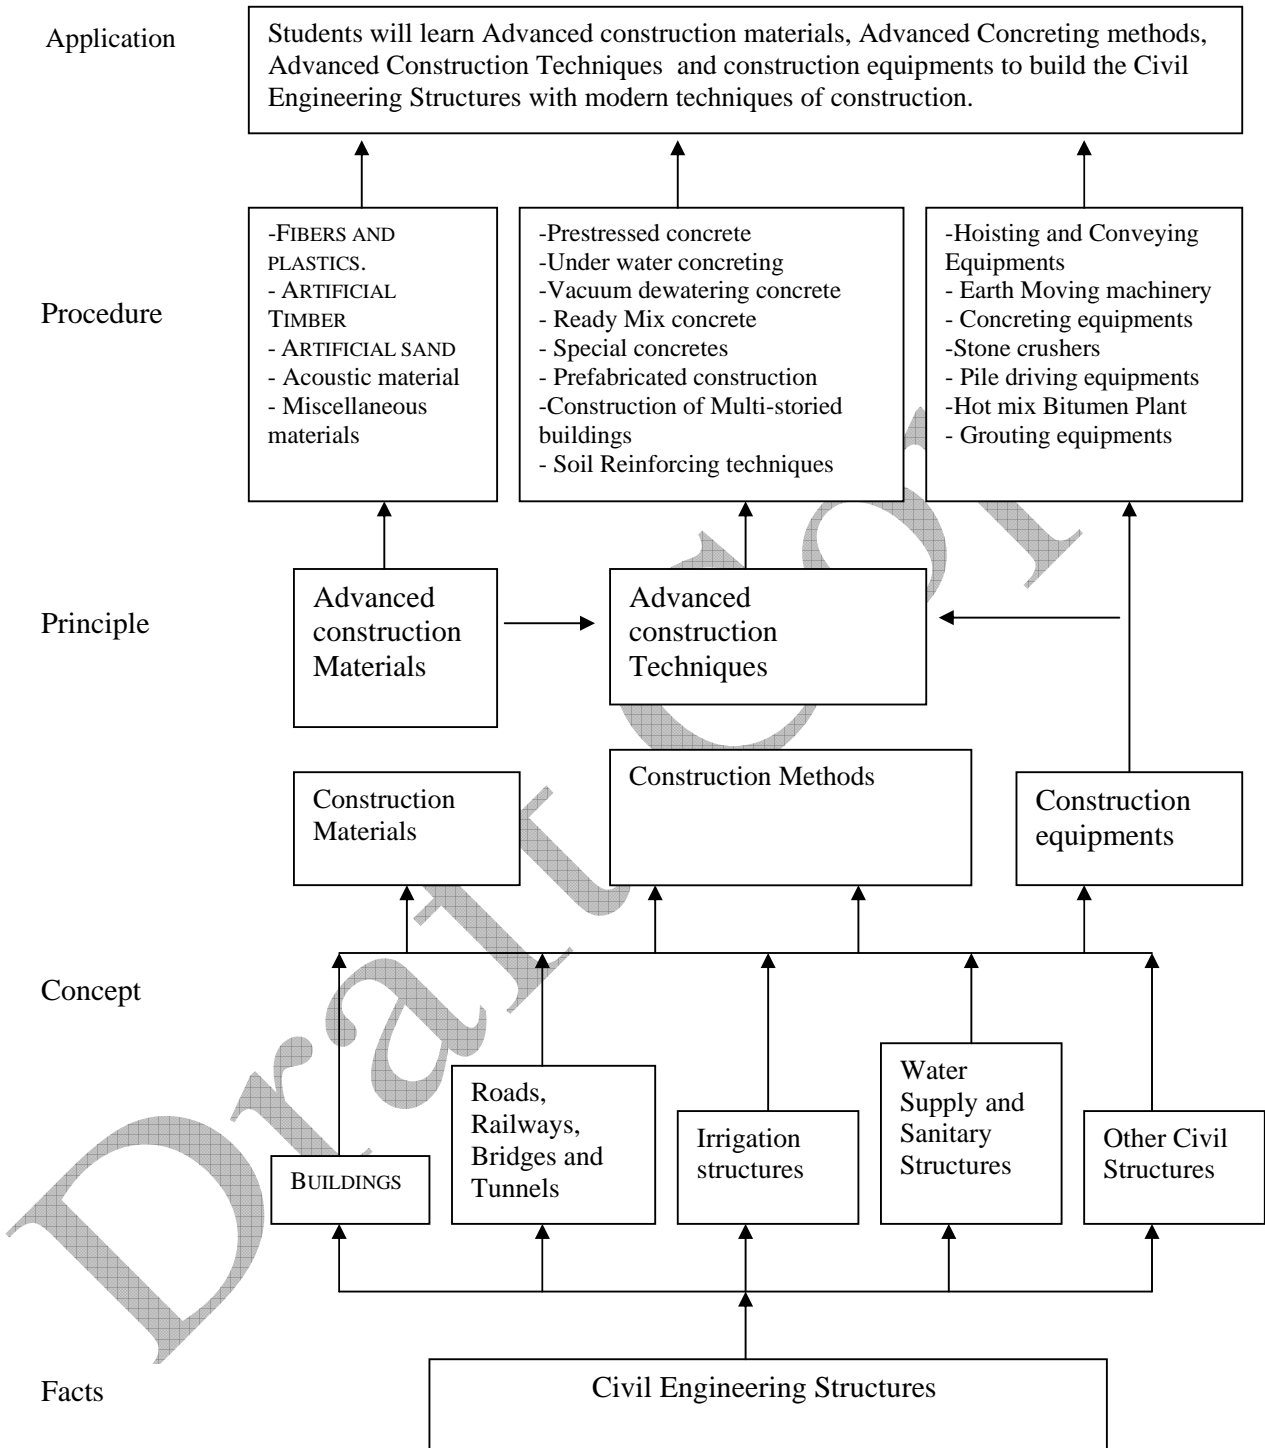 Application
Students will learn Advanced construction materials, Advanced Concreting methods,
Advanced Construction Techniques and construction equipments to build the Civil
Engineering Structures with modern techniques of construction.
Procedure
-FIBERS AND
PLASTICS.
- ARTIFICIAL
TIMBER
- ARTIFICIAL SAND
- Acoustic material
- Miscellaneous
materials
-Prestressed concrete
-Under water concreting
-Vacuum dewatering concrete
- Ready Mix concrete
- Special concretes
- Prefabricated construction
-Construction of Multi-storied
buildings
- Soil Reinforcing techniques
-Hoisting and Conveying
Equipments
- Earth Moving machinery
- Concreting equipments
-Stone crushers
- Pile driving equipments
-Hot mix Bitumen Plant
- Grouting equipments
Principle
Advanced
construction
Materials
Advanced
construction
Techniques
Construction
Materials
Construction Methods
Construction
equipments
Concept
BUILDINGS
Roads,
Railways,
Bridges and
Tunnels
Irrigation
structures
Water
Supply and
Sanitary
Structures
Other Civil
Structures
Facts
Civil Engineering Structures
Draft